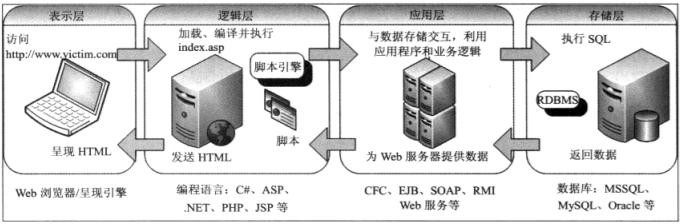 表示层
访问
http://www.victim.com
呈现 HTML
Web 浏览器/呈现引擎
逻辑层
加载、编译并执行
index.asp
脚本引擎
脚本
发送 HTML
编程语言：C#、ASP、
.NET、PHP、JSP 等
应用层
与数据存储交互，利用
应用程序和业务逻辑
为 Web 服务器提供数据
CFC、EJB、SOAP、RMI
Web 服务等
存储层
执行 SQL
RDBMS
返回数据
数据库：MSSQL、
MySQL、Oracle 等